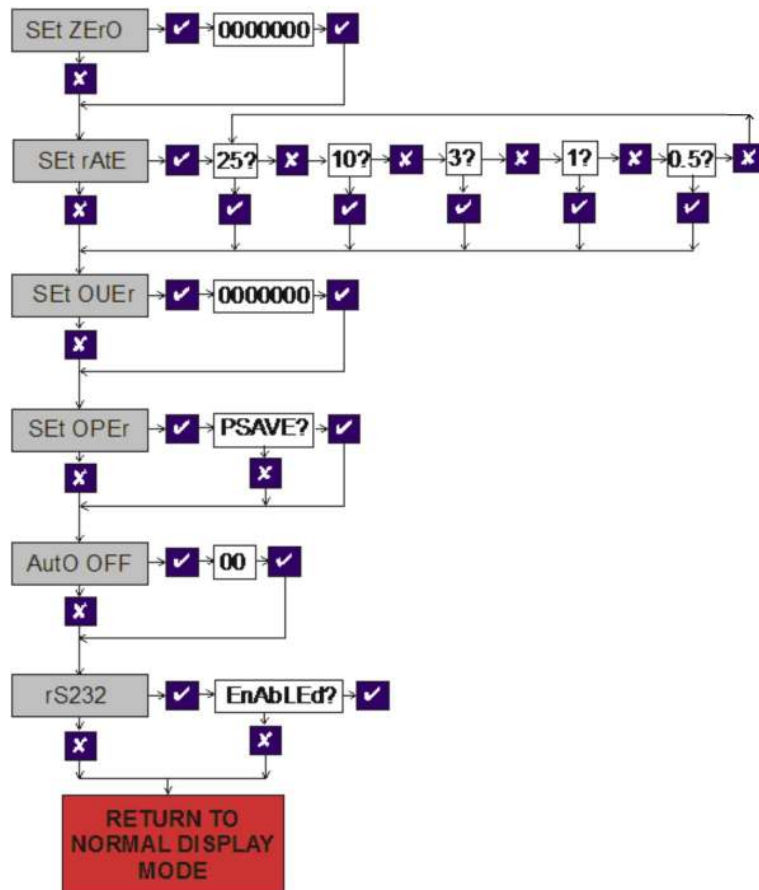 SEt ZErO
0000000
SEt rAtE
25?
10?
3?
1?
0.5?
SEt OUEr
0000000
SEt OPEr
PSAVE?
AutO OFF
00
rS232
EnAbLEd?
RETURN TO
NORMAL DISPLAY
MODE